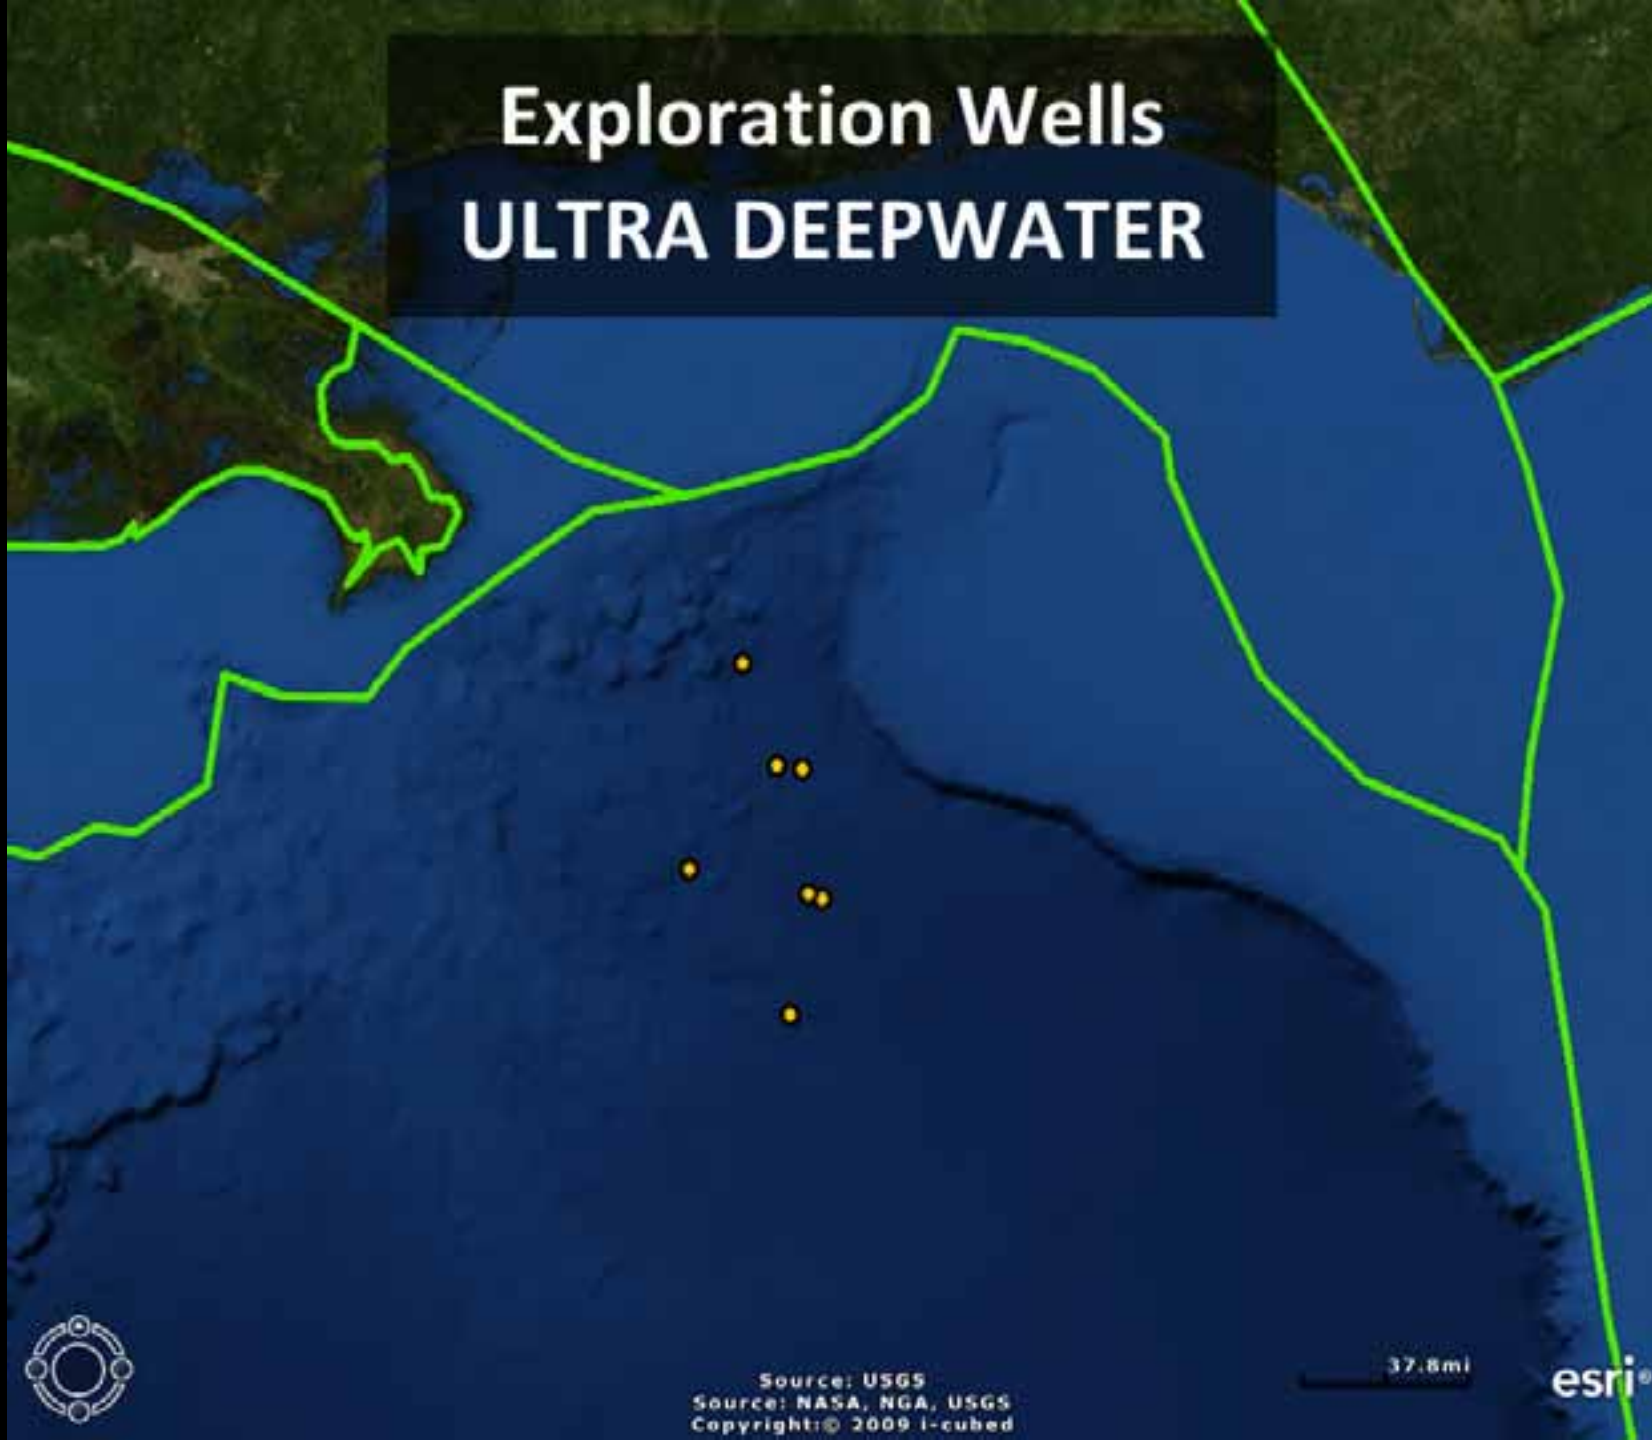 Exploration Wells
ULTRA DEEPWATER
37.8mi
esri®
Source: USGS
Source: NASA, NGA, USGS
Copyright:© 2009 i-cubed